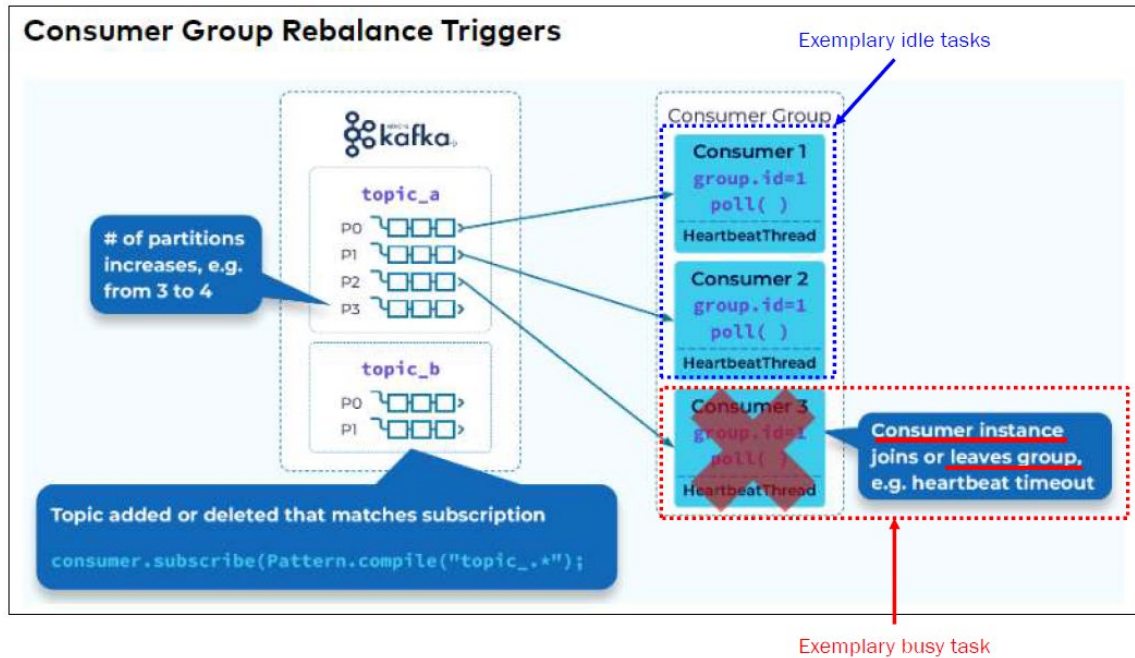 Consumer Group Rebalance Triggers
Exemplary idle tasks
kafka
Consumer Group
topic_a
P0
P1
P2
P3
# of partitions
increases, e.g.
from 3 to 4
topic_b
P0
P1
Topic added or deleted that matches subscription
consumer.subscribe(Pattern.compile("topic_.*");
Consumer 1
group.id=1
poll( )
HeartbeatThread
Consumer 2
group.id=1
poll( )
HeartbeatThread
Consumer 3
group.id=1
poll( )
HeartbeatThread
Consumer instance
joins or leaves group,
e.g. heartbeat timeout
Exemplary busy task